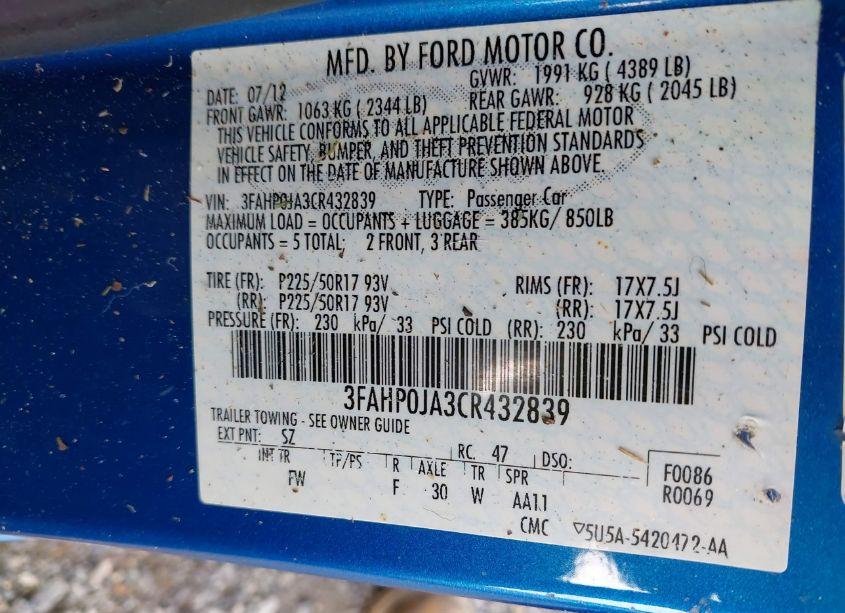 MFD. BY FORD MOTOR CO.
DATE: 07/12 GVWR: 1991 KG ( 4389 LB)
FRONT GAWR: 1063 KG ( 2344 LB) REAR GAWR: 928 KG ( 2045 LB)
THIS VEHICLE CONFORMS TO ALL APPLICABLE FEDERAL MOTOR
VEHICLE SAFETY, BUMPER, AND THEFT PREVENTION STANDARDS
IN EFFECT ON THE DATE OF MANUFACTURE SHOWN ABOVE.
VIN: 3FAHP0JA3CR432839 TYPE: Passenger Car
MAXIMUM LOAD = OCCUPANTS + LUGGAGE = 385KG/ 850LB
OCCUPANTS = 5 TOTAL; 2 FRONT, 3 REAR
TIRE (FR): P225/50R17 93V RIMS (FR): 17X7.5J
(RR): P225/50R17 93V (RR): 17X7.5J
PRESSURE (FR): 230 kPa/ 33 PSI COLD (RR): 230 kPa/ 33 PSI COLD
3FAHP0JA3CR432839
TRAILER TOWING - SEE OWNER GUIDE
EXT PNT: SZ RC: 47 DSO: F0086
INT TR TP/PS R AXLE TR SPR R0069
FW F 30 W AA1.1
CMC ▽5U5A-5420472-AA